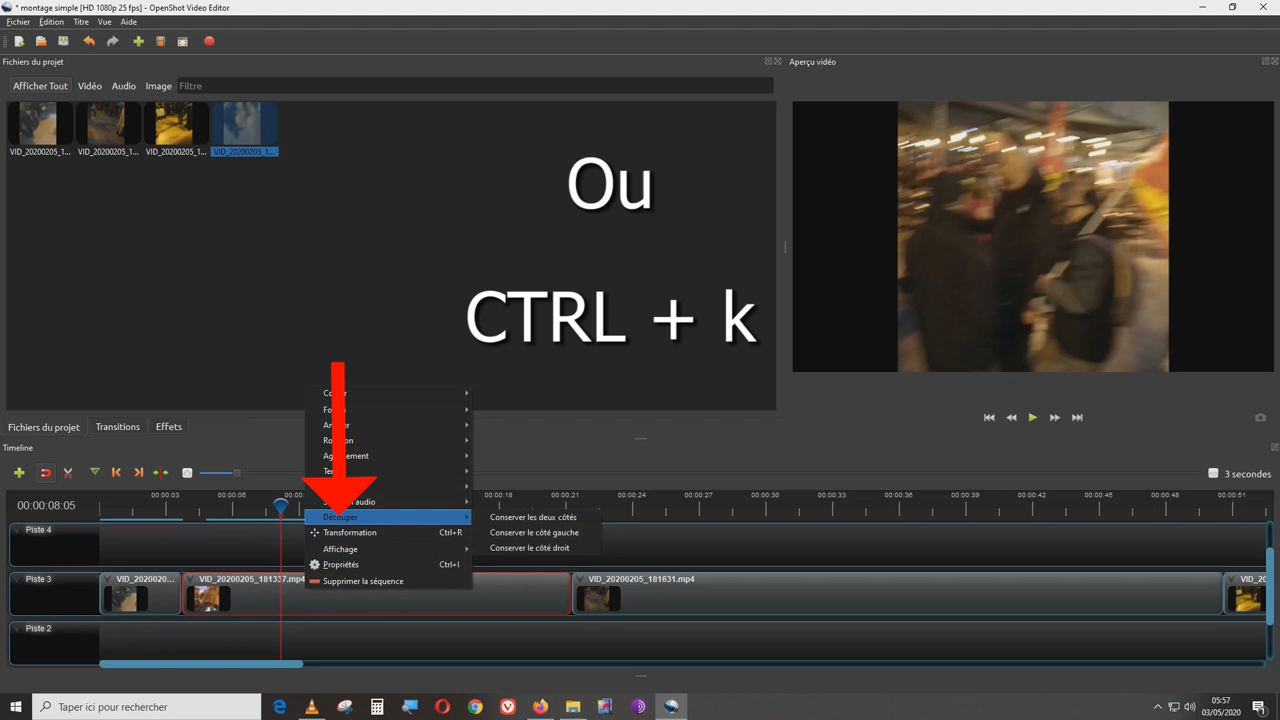 * montage simple [HD 1080p 25 fps] - OpenShot Video Editor
Fichier Édition Titre Vue Aide
Fichiers du projet
Aperçu vidéo
Afficher Tout Vidéo Audio Image Filtre
VID_20200205_1... VID_20200205_1... VID_20200205_1... VID_20200205_1...
Ou
CTRL + k
Fichiers du projet Transitions Effets
Timeline
3 secondes
00:00:08:05
00:00:03 00:00:06 00:00:18 00:00:21 00:00:24 00:00:27 00:00:30 00:00:33 00:00:36 00:00:39 00:00:42 00:00:45 00:00:48 00:00:51
audio
Découper
Transformation Ctrl+R
Affichage
Propriétés Ctrl+I
Supprimer la séquence
Conserver les deux côtés
Conserver le côté gauche
Conserver le côté droit
Piste 4
Piste 3
VID_202020... VID_20200205_181337.mp4 VID_20200205_181631.mp4
Piste 2
Taper ici pour rechercher
05:57
03/05/2020